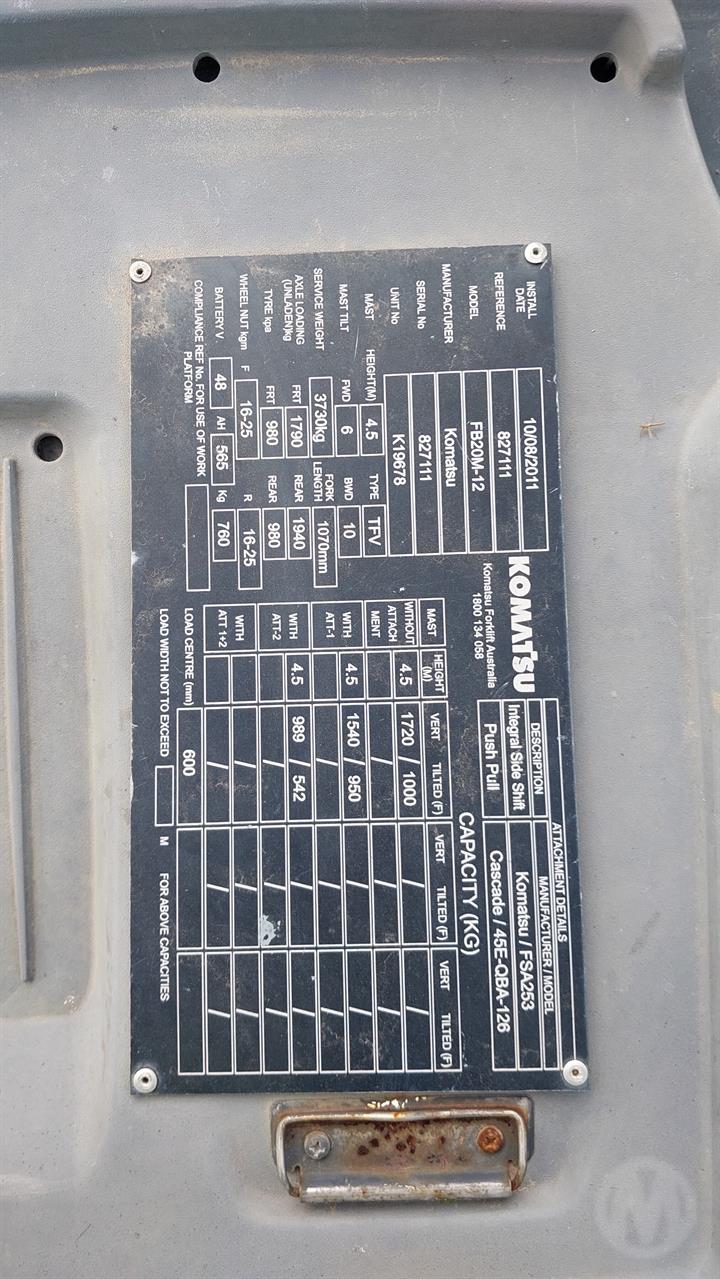 INSTALL DATE 10/08/2011
REFERENCE 827111
MODEL FB20M-12
MANUFACTURER Komatsu
SERIAL No 827111
UNIT No K19678
MAST HEIGHT(M) 4.5 TYPE TFV
MAST TILT FWD 6 BWD 10
SERVICE WEIGHT 3730kg FORK LENGTH 1070mm
AXLE LOADING (UNLADEN)kg FRT 1790 REAR 1940
TYRE kpa FRT 980 REAR 980
WHEEL NUT kgm F 16-25 R 16-25
BATTERY V 48 AH 565 Kg 760
COMPLIANCE REF No. FOR USE OF WORK PLATFORM
KOMATSU
Komatsu Forklift Australia
1800 134 058
ATTACHMENT DETAILS
DESCRIPTION MANUFACTURER / MODEL
Integral Side Shift Komatsu / FSA253
Push Pull Cascade / 45E-QBA-126
CAPACITY (KG)
MAST HEIGHT (M) VERT TILTED (F) VERT TILTED (F) VERT TILTED (F)
WITHOUT ATTACH MENT 4.5 1720 / 1000 / /
/ / /
WITH ATT-1 4.5 1540 / 950 / /
/ / /
WITH ATT-2 4.5 989 / 542 / /
/ / /
WITH ATT 1+2 / / /
/ / /
LOAD CENTRE (mm) 600
LOAD WIDTH NOT TO EXCEED M FOR ABOVE CAPACITIES
M